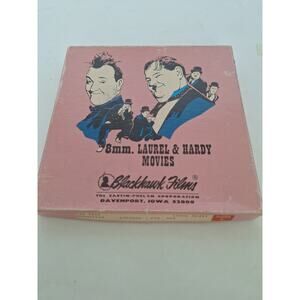 8mm. LAUREL & HARDY
MOVIES
Blackhawk Films
THE EASTIN-PHELAN CORPORATION
DAVENPORT, IOWA 52808